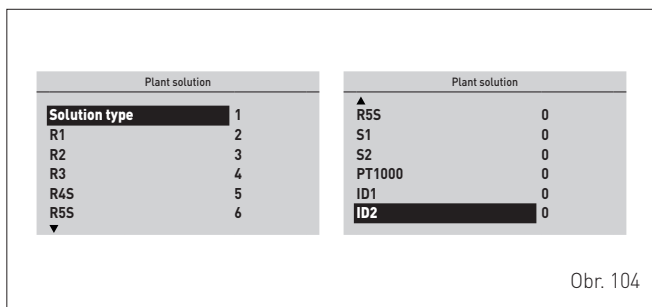 Plant solution
Solution type 1
R1 2
R2 3
R3 4
R4S 5
R5S 6
▼
Plant solution
▲
R5S 0
S1 0
S2 0
PT1000 0
ID1 0
ID2 0
Obr. 104